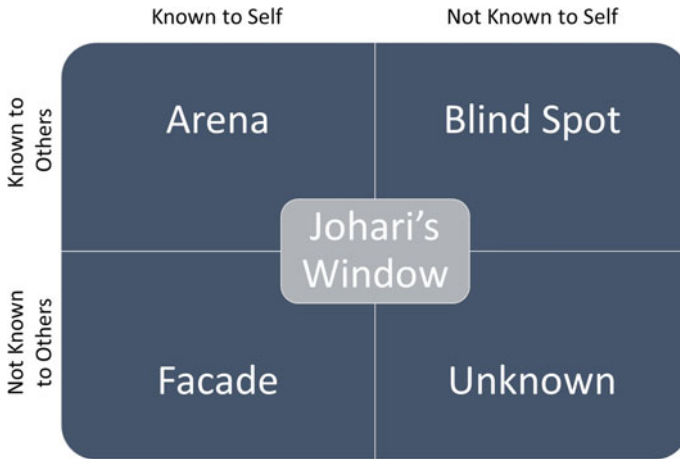 Known to Self
Not Known to Self
Known to
Others
Arena
Blind Spot
Johari’s
Window
Not Known
to Others
Facade
Unknown